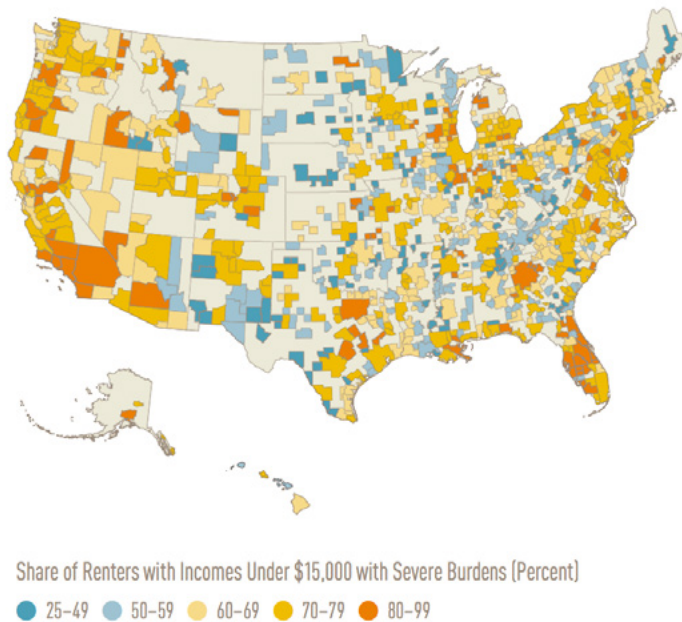 Share of Renters with Incomes Under $15,000 with Severe Burdens (Percent)
25–49 50–59 60–69 70–79 80–99